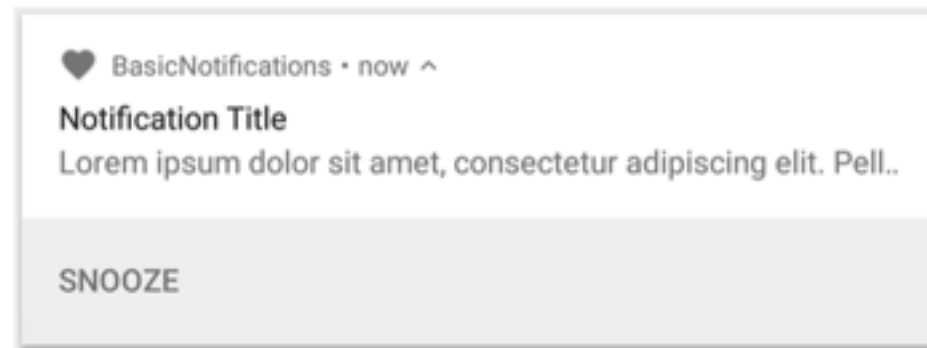 BasicNotifications • now
Notification Title
Lorem ipsum dolor sit amet, consectetur adipiscing elit. Pell..
SNOOZE